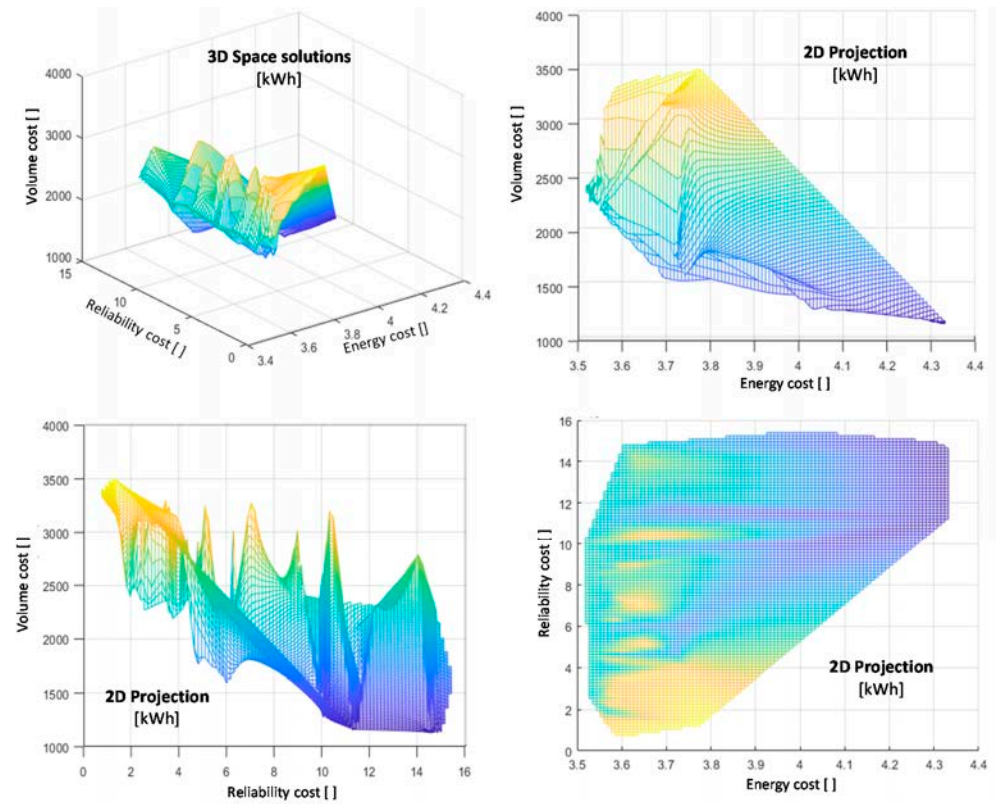 3D Space solutions
[kWh]
Volume cost [ ]
4000
3000
2000
1000
15
10
5
0
Reliability cost [ ]
3.4
3.6
3.8
4
4.2
4.4
Energy cost []
2D Projection
[kWh]
Volume cost [ ]
4000
3500
3000
2500
2000
1500
1000
3.5 3.6 3.7 3.8 3.9 4 4.1 4.2 4.3 4.4
Energy cost [ ]
Volume cost [ ]
4000
3500
3000
2500
2000
1500
1000
2D Projection
[kWh]
0 2 4 6 8 10 12 14 16
Reliability cost [ ]
Reliability cost [ ]
16
14
12
10
8
6
4
2
0
2D Projection
[kWh]
3.5 3.6 3.7 3.8 3.9 4 4.1 4.2 4.3 4.4
Energy cost [ ]